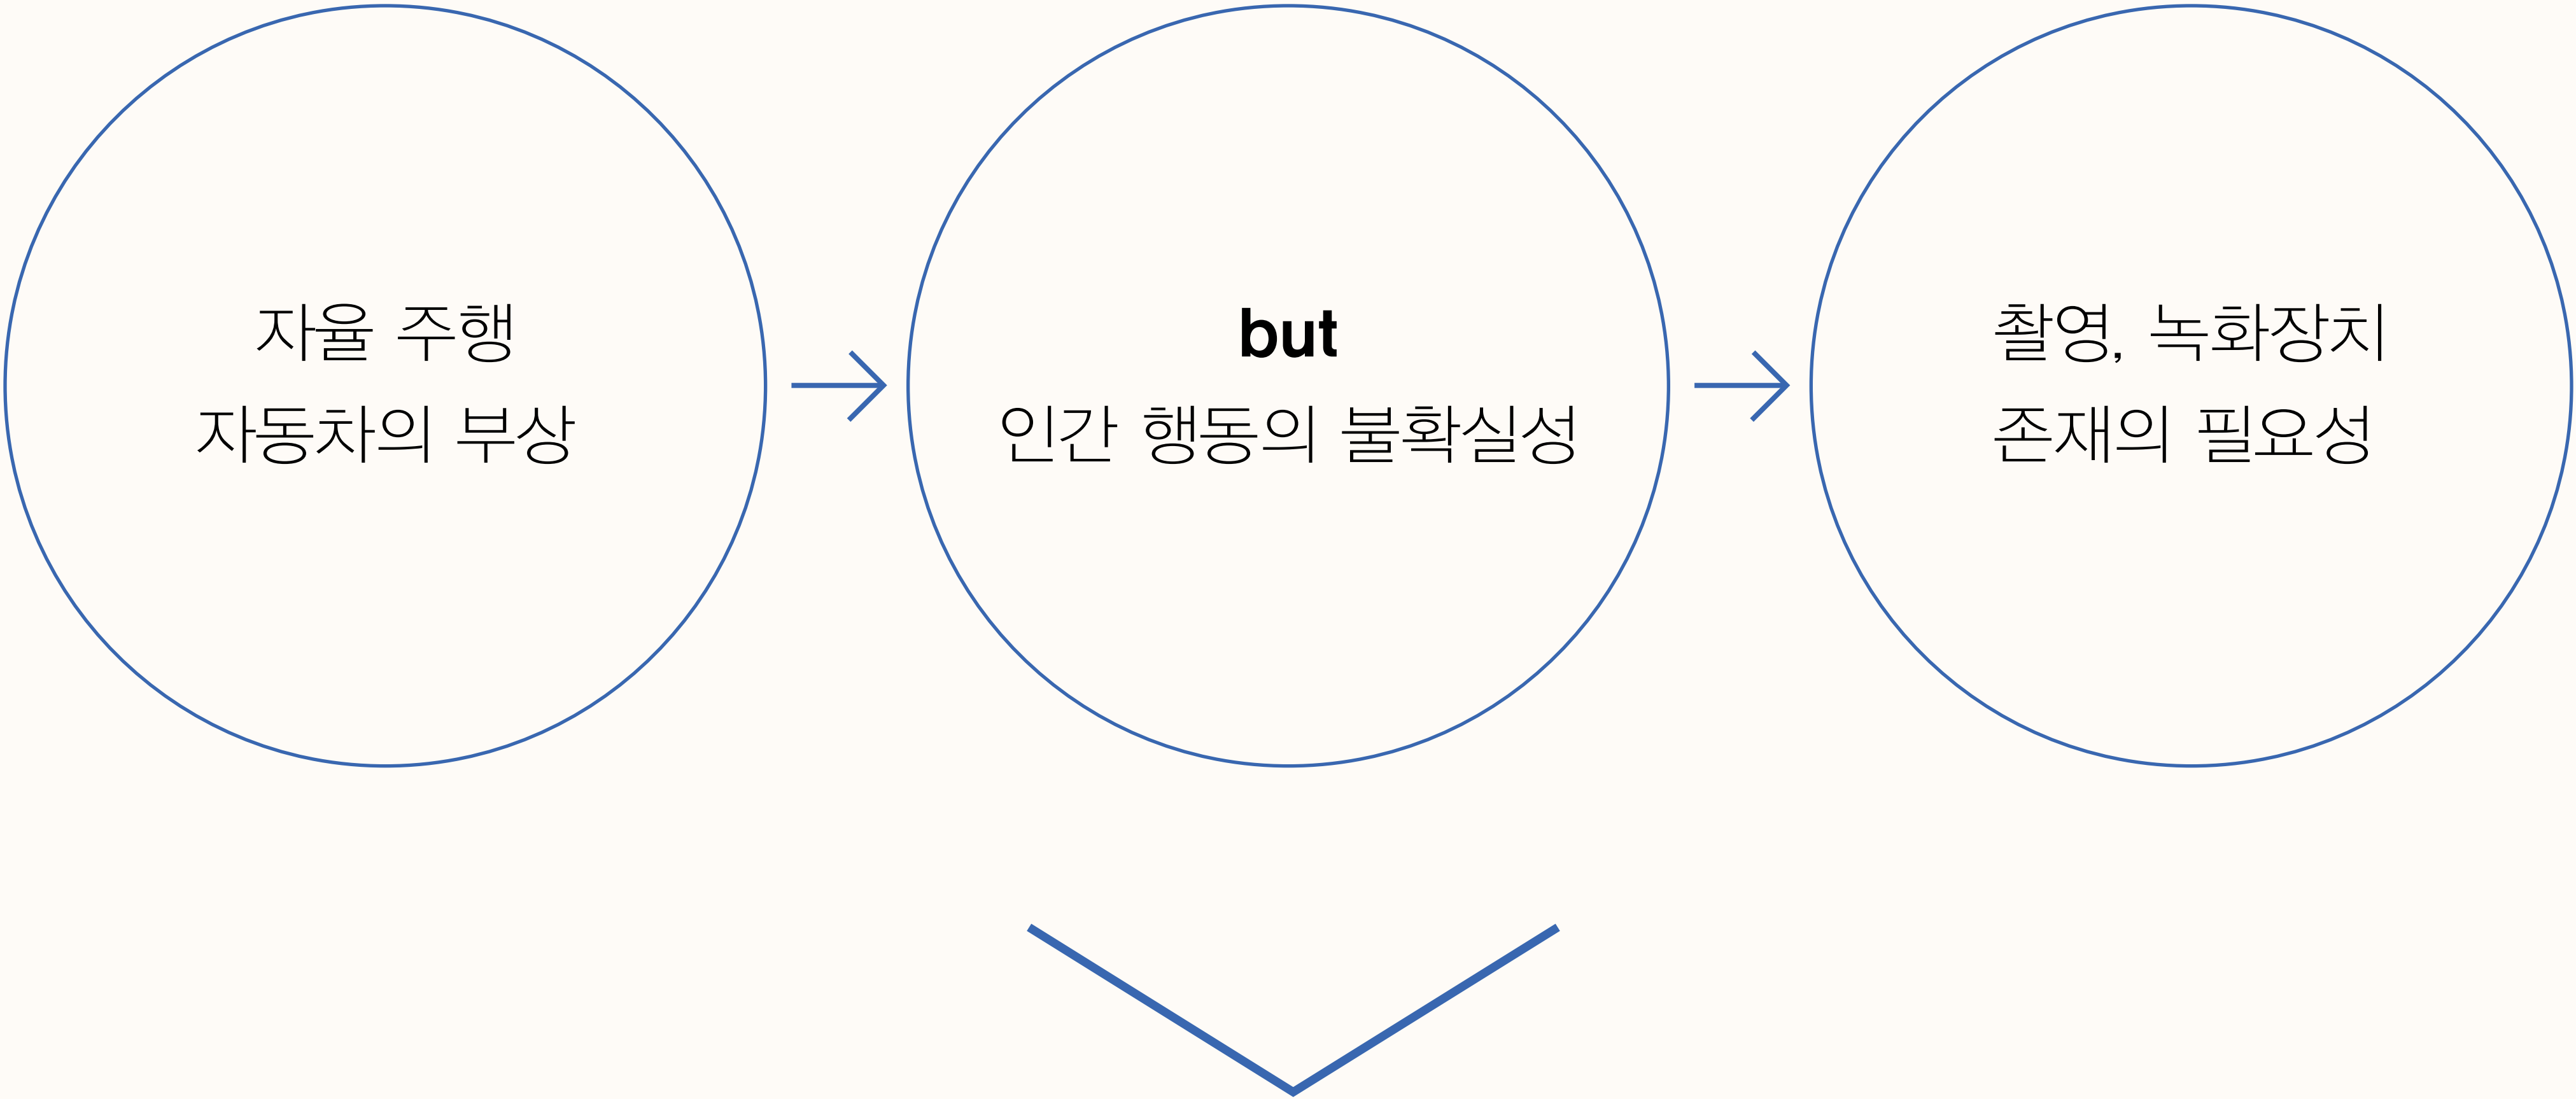 자율 주행
자동차의 부상
but
인간 행동의 불확실성
촬영, 녹화장치
존재의 필요성